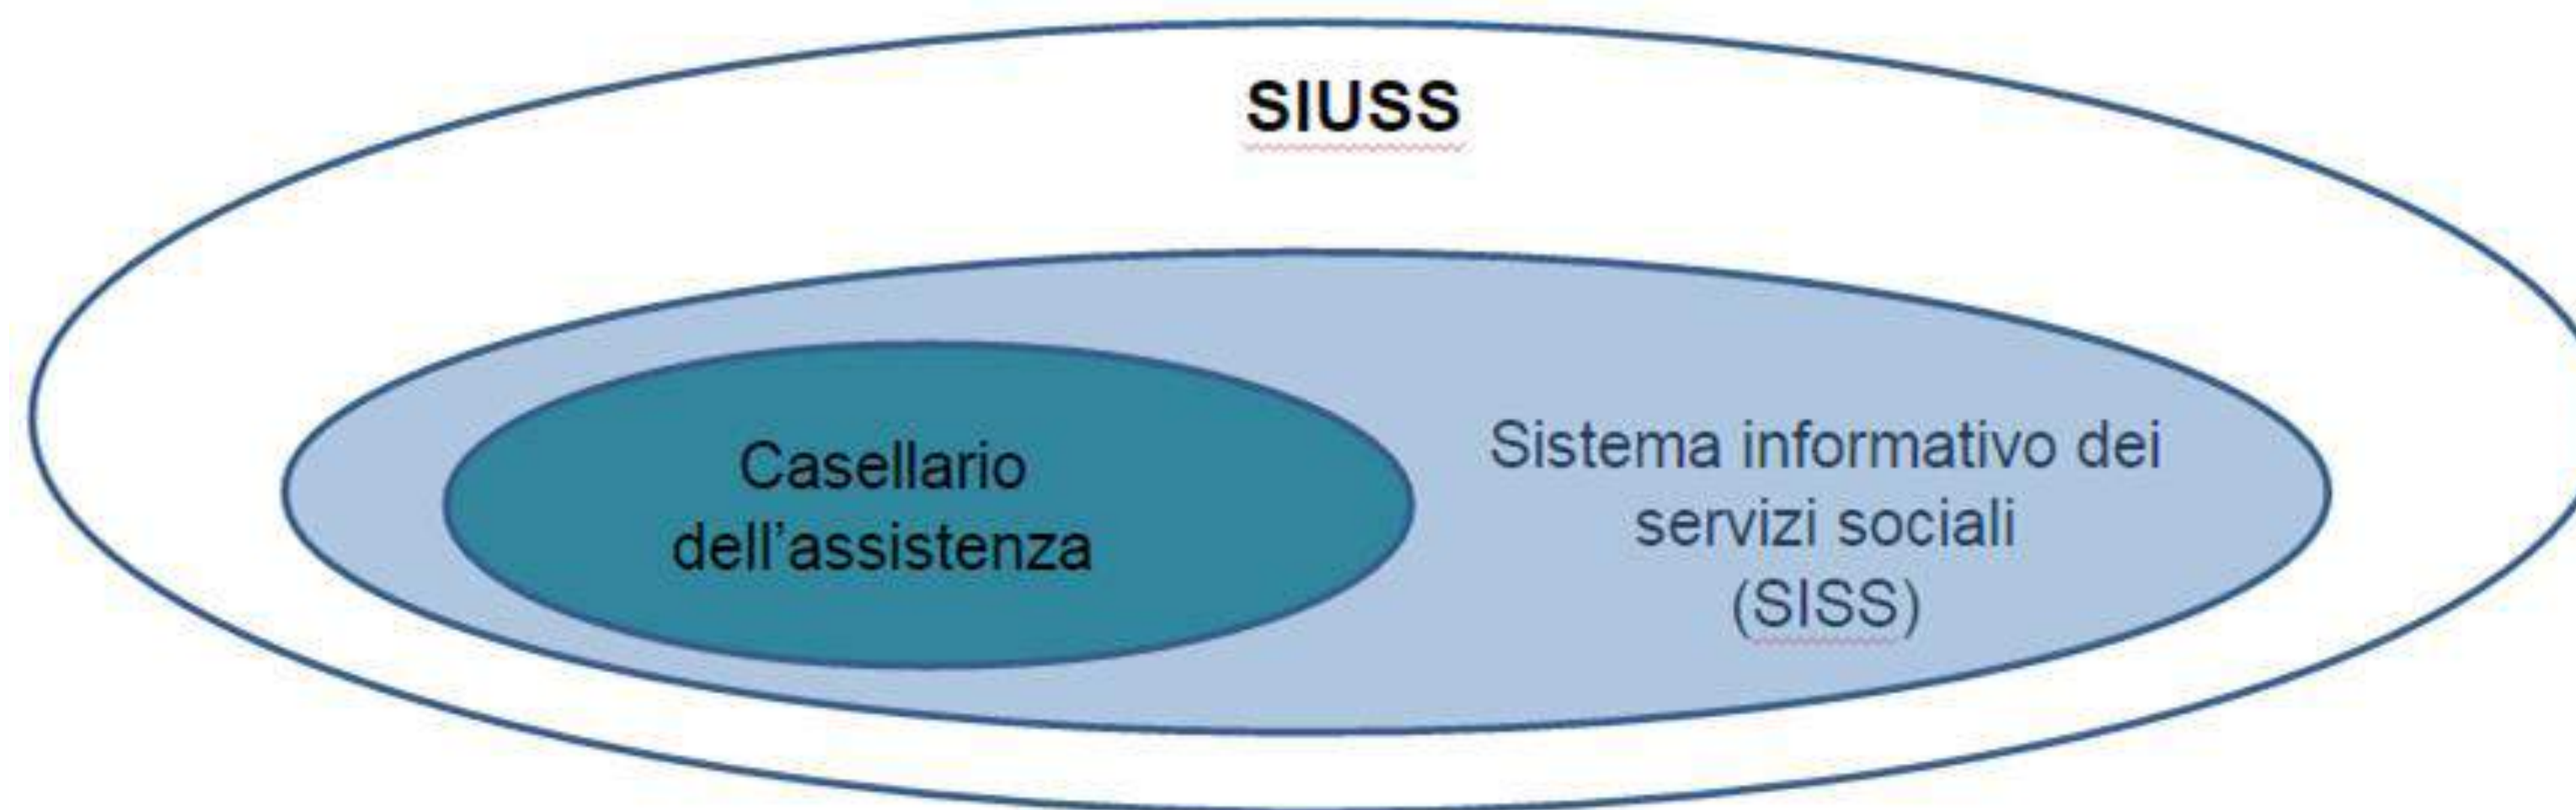 SIUSS
Casellario
dell’assistenza
Sistema informativo dei
servizi sociali
(SISS)